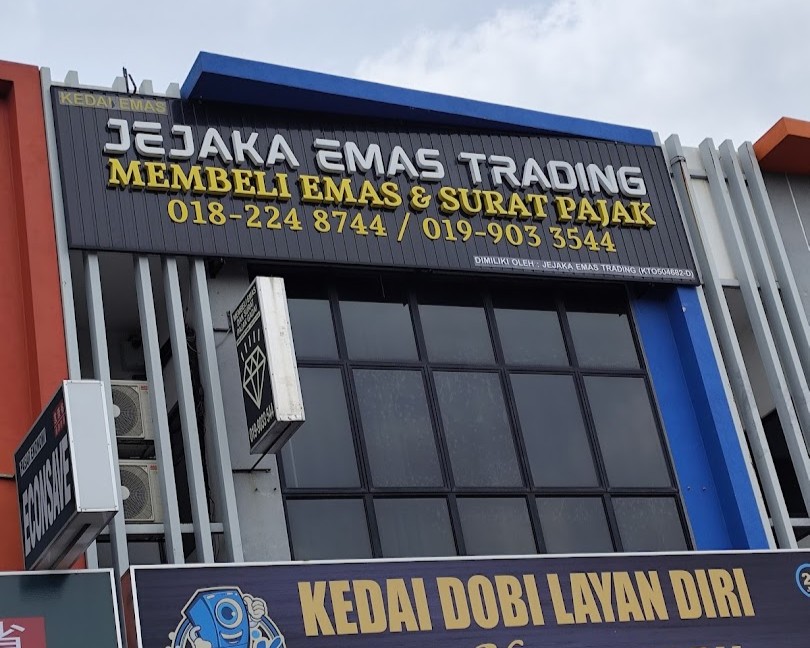 KEDAI EMAS
JEJAKA EMAS TRADING
MEMBELI EMAS & SURAT PAJAK
018-224 8744 / 019-903 3544
DIMILIKI OLEH : JEJAKA EMAS TRADING (KT0504682-D)
ECONSAVE
KEDAI DOBI LAYAN DIRI
省